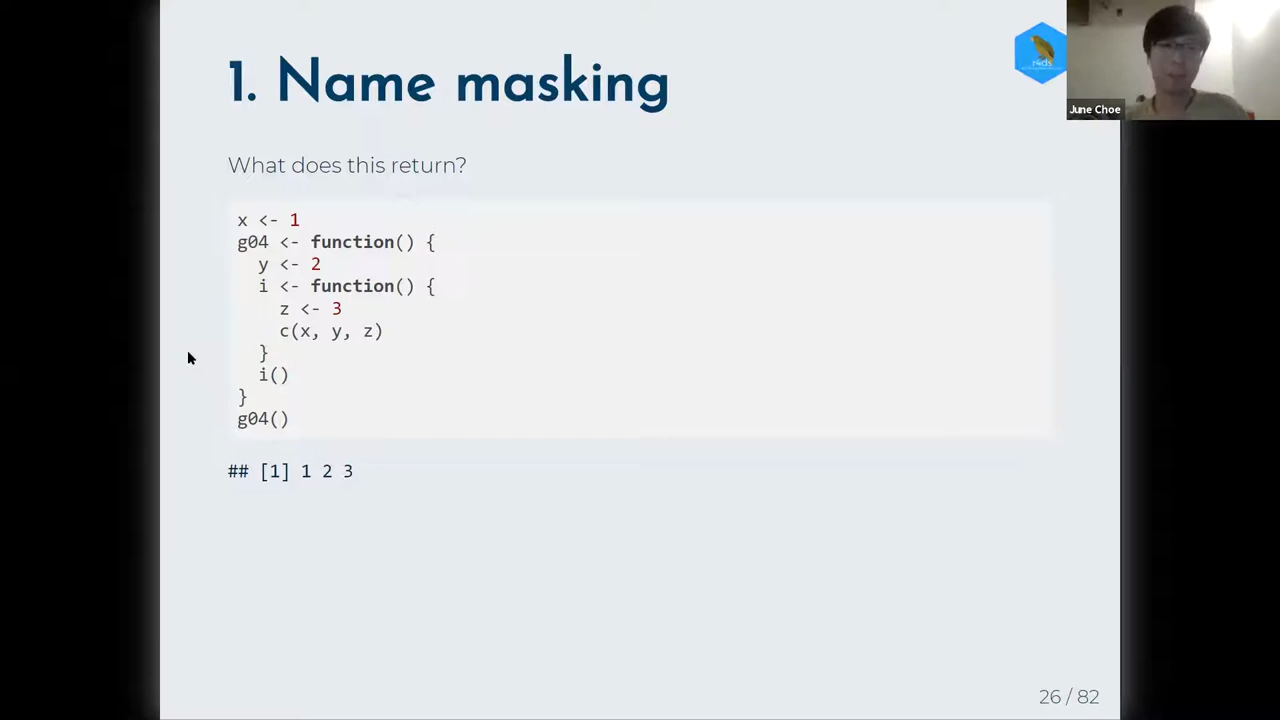 1. Name masking
r4ds
June Choe
What does this return?
x <- 1
g04 <- function() {
  y <- 2
  i <- function() {
    z <- 3
    c(x, y, z)
  }
  i()
}
g04()
## [1] 1 2 3
26 / 82